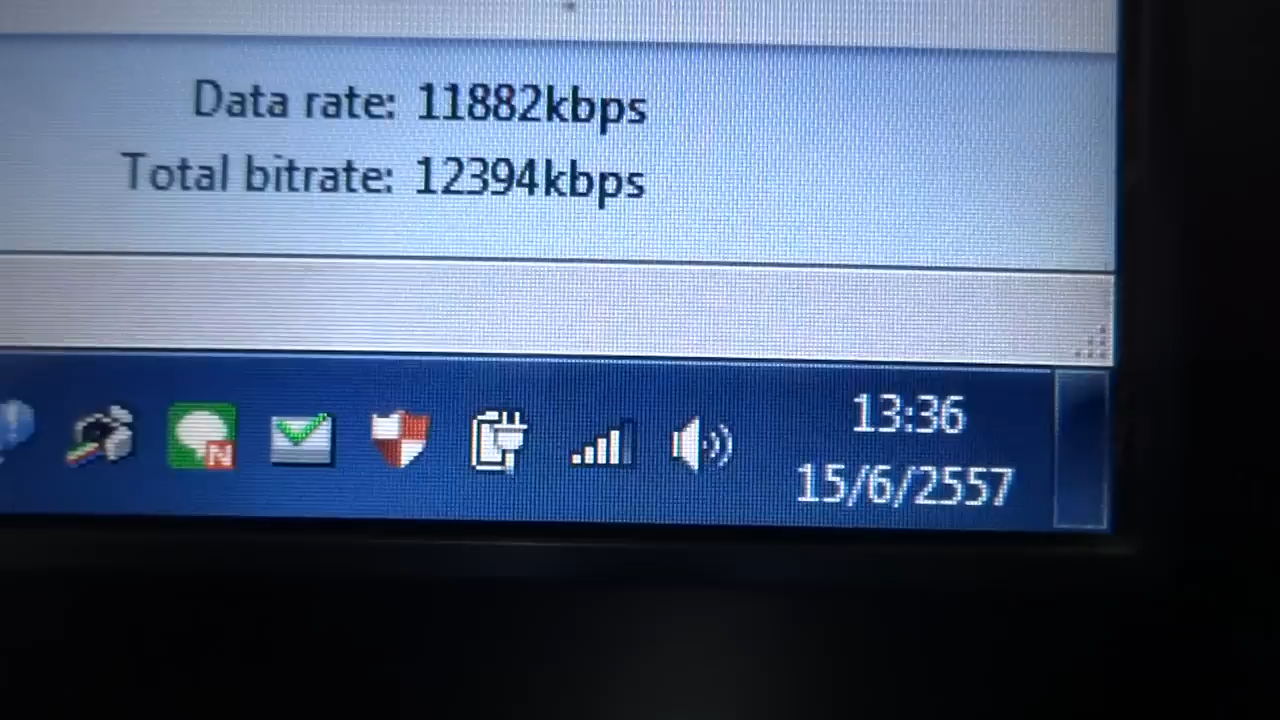 Data rate: 11882kbps
Total bitrate: 12394kbps
N
13:36
15/6/2557